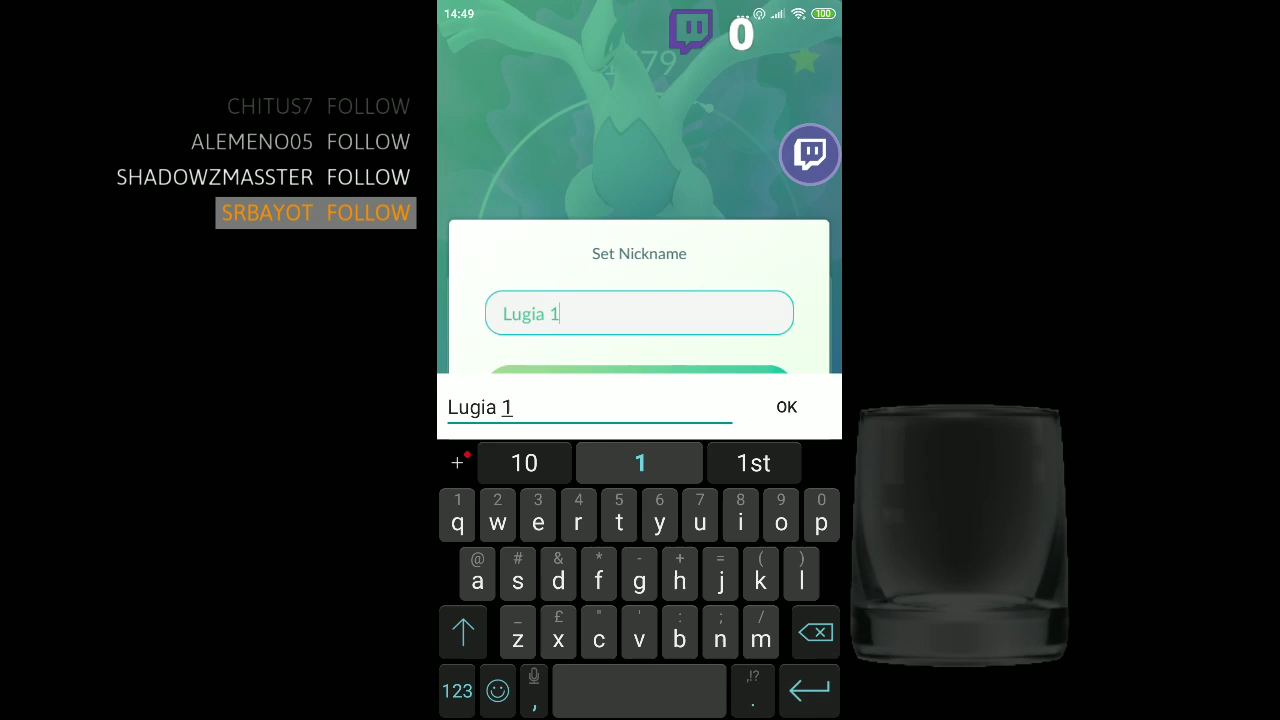 14:49
100
0
CHITUS7 FOLLOW
ALEMENO05 FOLLOW
SHADOWZMASSTER FOLLOW
SRBAYOT FOLLOW
Set Nickname
Lugia 1
Lugia 1
OK
+ 10 1 1st
1 2 3 4 5 6 7 8 9 0
q w e r t y u i o p
@ # & * - + = ( )
a s d f g h j k l
_ £ " ' : ; /
z x c v b n m
,!?
123 , .